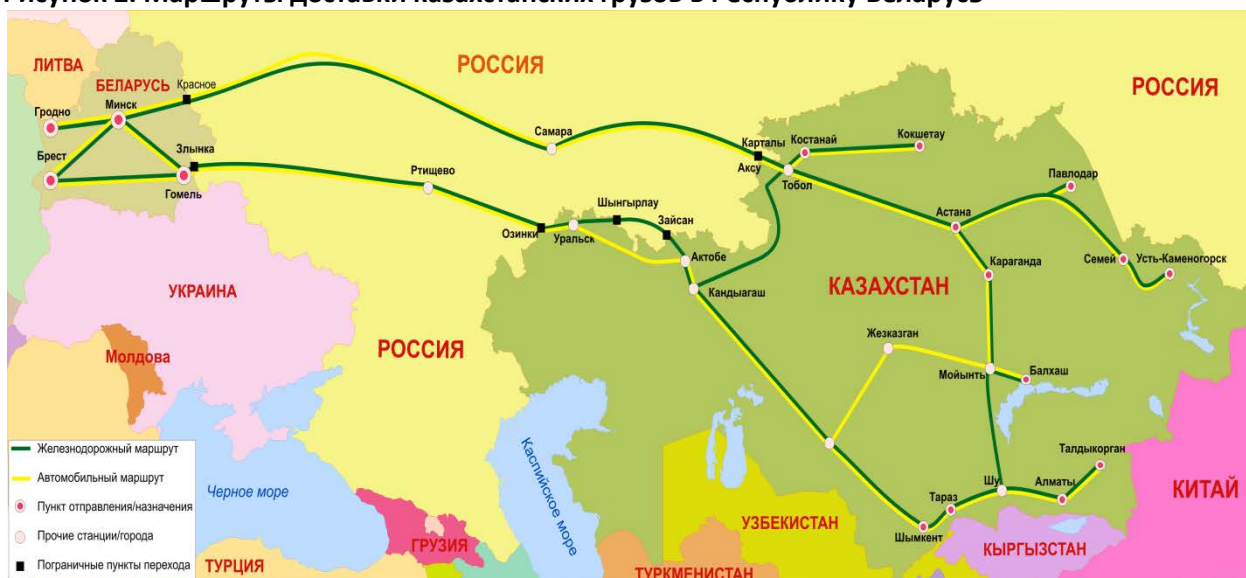 Рисунок 2. Маршруты доставки казахстанских грузов в Республику Беларусь
ЛИТВА
РОССИЯ
РОССИЯ
БЕЛАРУСЬ
Красное
Гродно
Минск
Брест
Злынка
Гомель
Самара
Карталы
Аксу
Костанай
Кокшетау
Тобол
Ртищево
Павлодар
Шынгырлау
Зайсан
Астана
Озинки
Уральск
Актобе
Караганда
Семей
Усть-Каменогорск
УКРАИНА
Кандыагаш
КАЗАХСТАН
Жезказган
Молдова
РОССИЯ
Мойынты
Балхаш
Железнодорожный маршрут
Автомобильный маршрут
Пункт отправления/назначения
Прочие станции/города
Пограничные пункты перехода
Черное море
Каспийское море
Талдыкорган
Шу
Алматы
Тараз
КИТАЙ
Шымкент
УЗБЕКИСТАН
ГРУЗИЯ
КЫРГЫЗСТАН
ТУРЦИЯ
ТУРКМЕНИСТАН